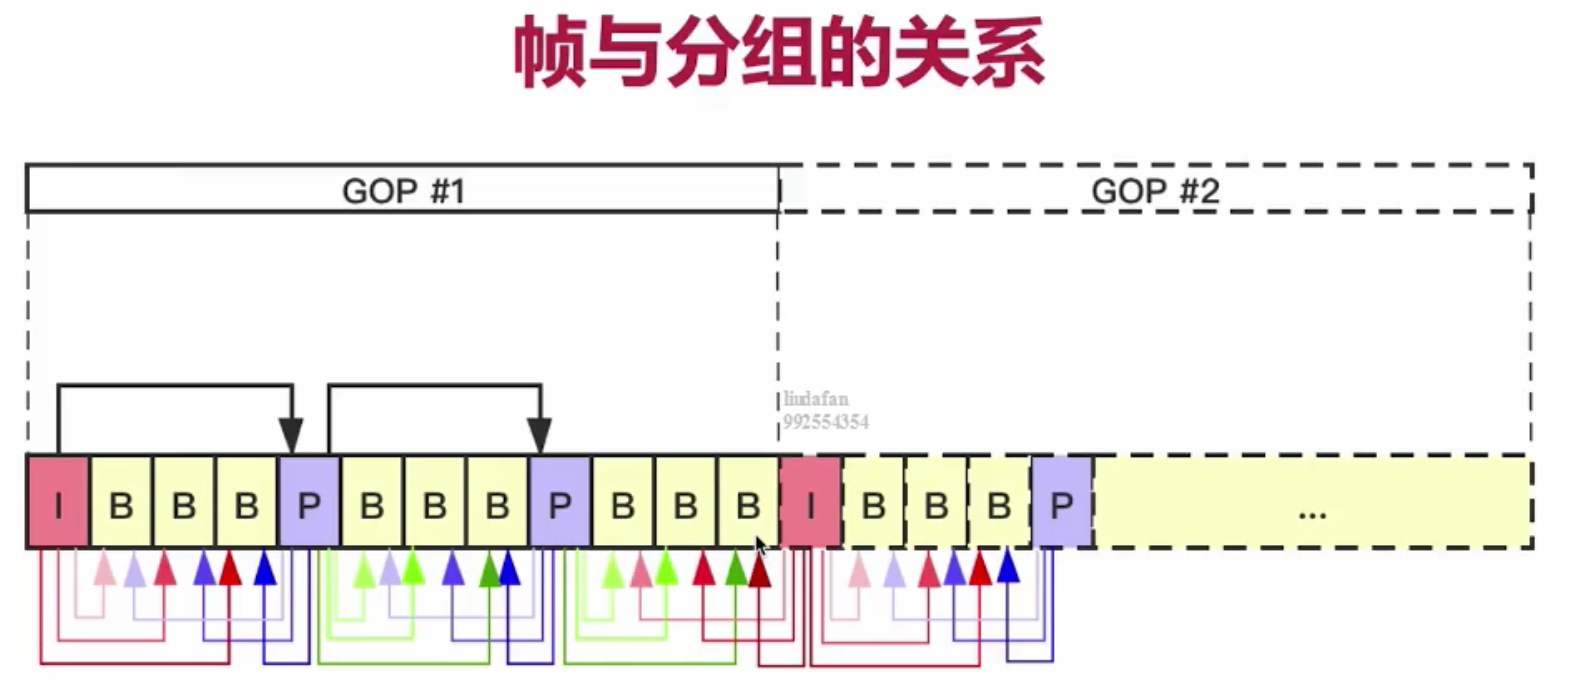 帧与分组的关系
GOP #1 GOP #2
liudafan
992554354
I B B B P B B B P B B B I B B B P ...